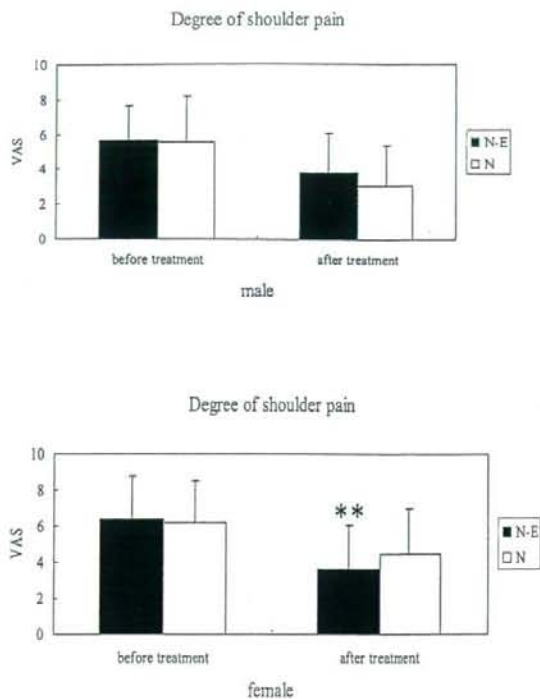 Degree of shoulder pain
10
8
6
4
2
0
VAS
before treatment
after treatment
male
N-E
N
Degree of shoulder pain
10
8
6
4
2
0
VAS
**
before treatment
after treatment
female
N-E
N